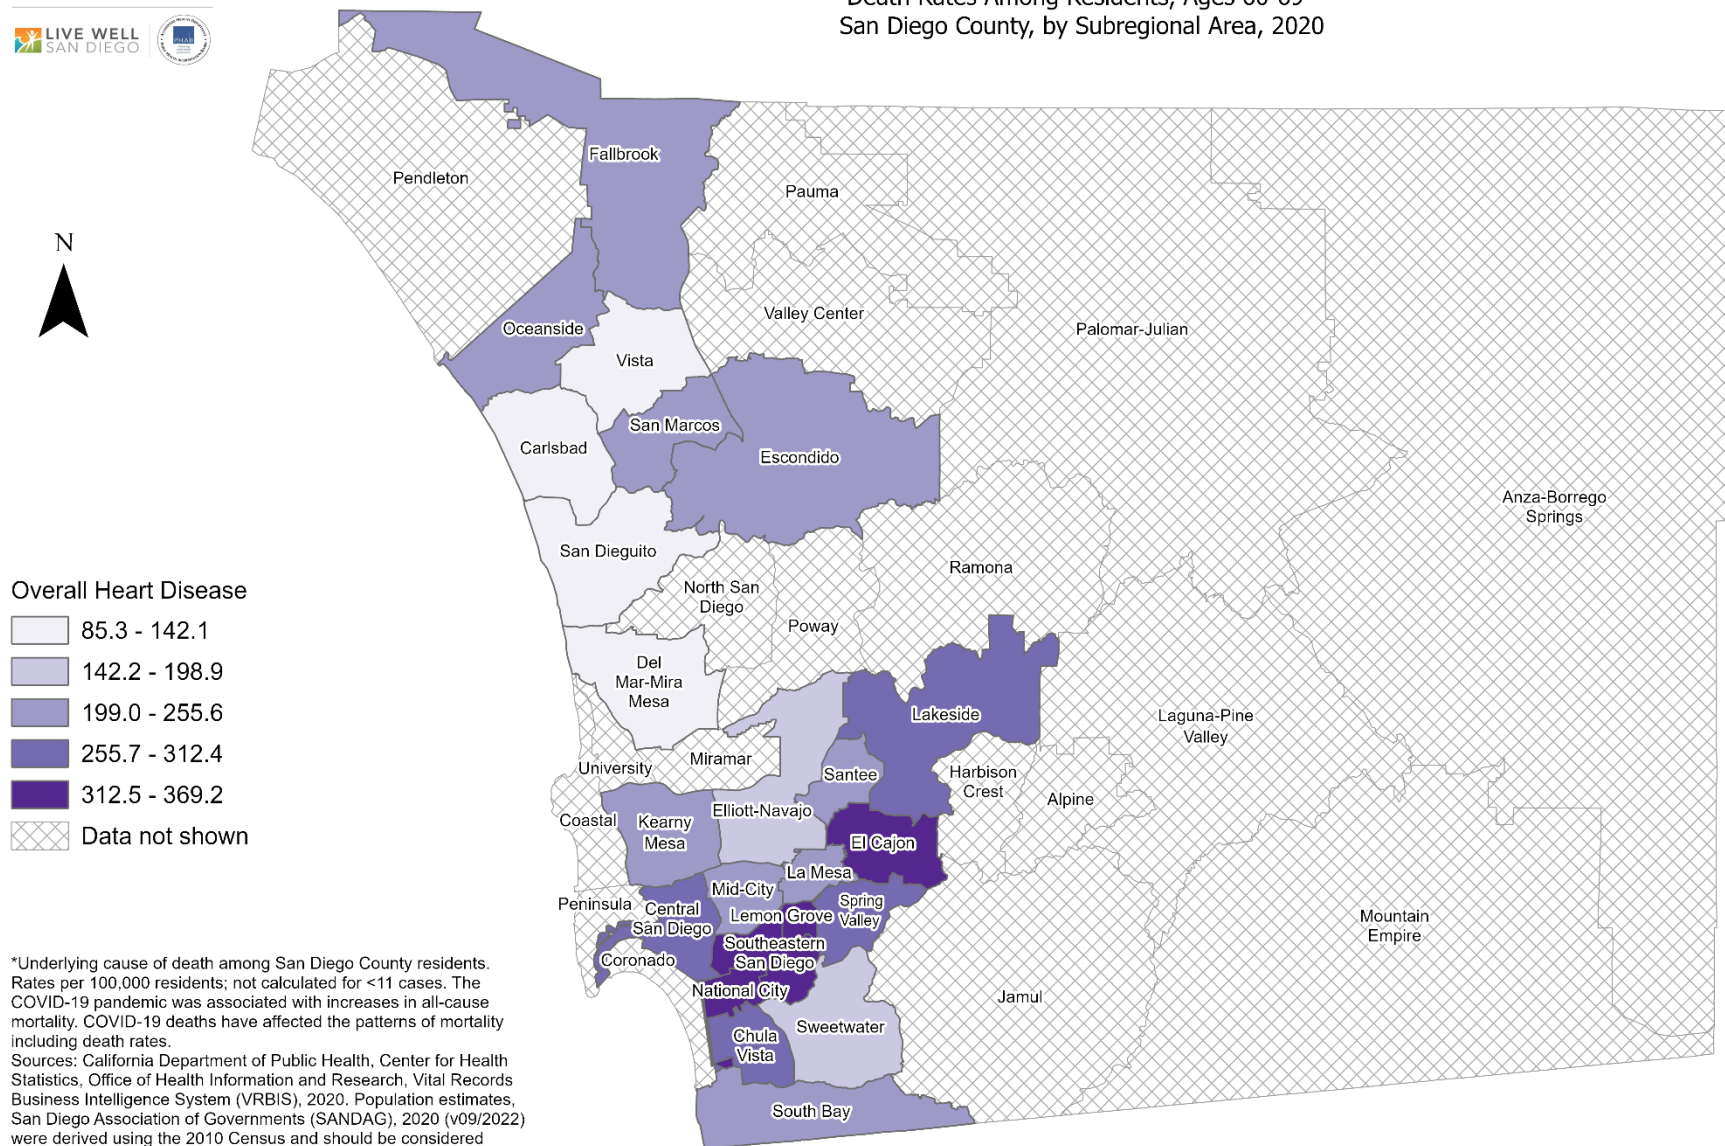 Death Rates Among Residents, Ages 60-69
San Diego County, by Subregional Area, 2020
LIVE WELL
SAN DIEGO
PHAB
N
Fallbrook
Pendleton
Pauma
Oceanside
Valley Center
Palomar-Julian
Vista
San Marcos
Carlsbad
Escondido
Anza-Borrego
Springs
San Dieguito
North San
Diego
Ramona
Poway
Del
Mar-Mira
Mesa
Lakeside
Laguna-Pine
Valley
University
Miramar
Santee
Harbison
Crest
Alpine
Coastal
Kearny
Mesa
Elliott-Navajo
El Cajon
La Mesa
Mid-City
Peninsula
Central
San Diego
Lemon Grove
Spring
Valley
Mountain
Empire
Southeastern
San Diego
Coronado
National City
Jamul
Sweetwater
Chula
Vista
South Bay
Overall Heart Disease
85.3 - 142.1
142.2 - 198.9
199.0 - 255.6
255.7 - 312.4
312.5 - 369.2
Data not shown
*Underlying cause of death among San Diego County residents.
Rates per 100,000 residents; not calculated for <11 cases. The
COVID-19 pandemic was associated with increases in all-cause
mortality. COVID-19 deaths have affected the patterns of mortality
including death rates.
Sources: California Department of Public Health, Center for Health
Statistics, Office of Health Information and Research, Vital Records
Business Intelligence System (VRBIS), 2020. Population estimates,
San Diego Association of Governments (SANDAG), 2020 (v09/2022)
were derived using the 2010 Census and should be considered